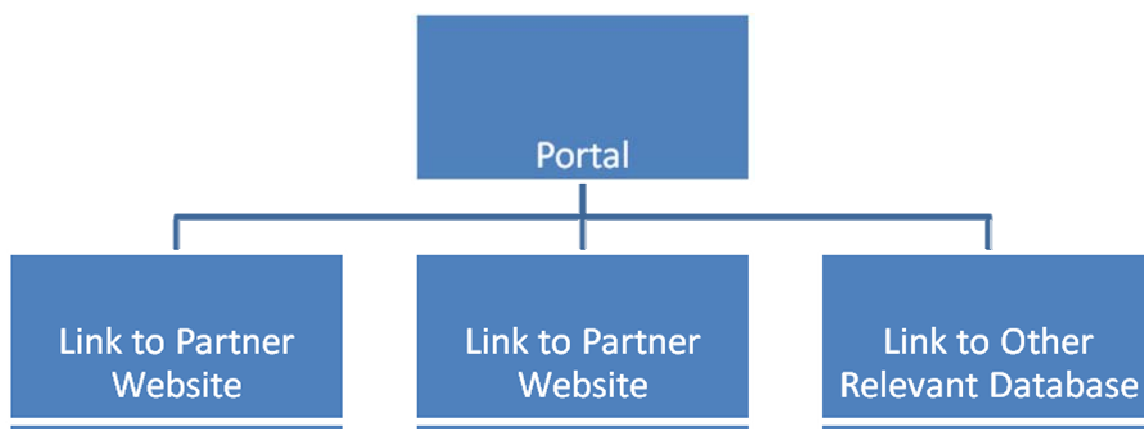 Portal
Link to Partner
Website
Link to Partner
Website
Link to Other
Relevant Database